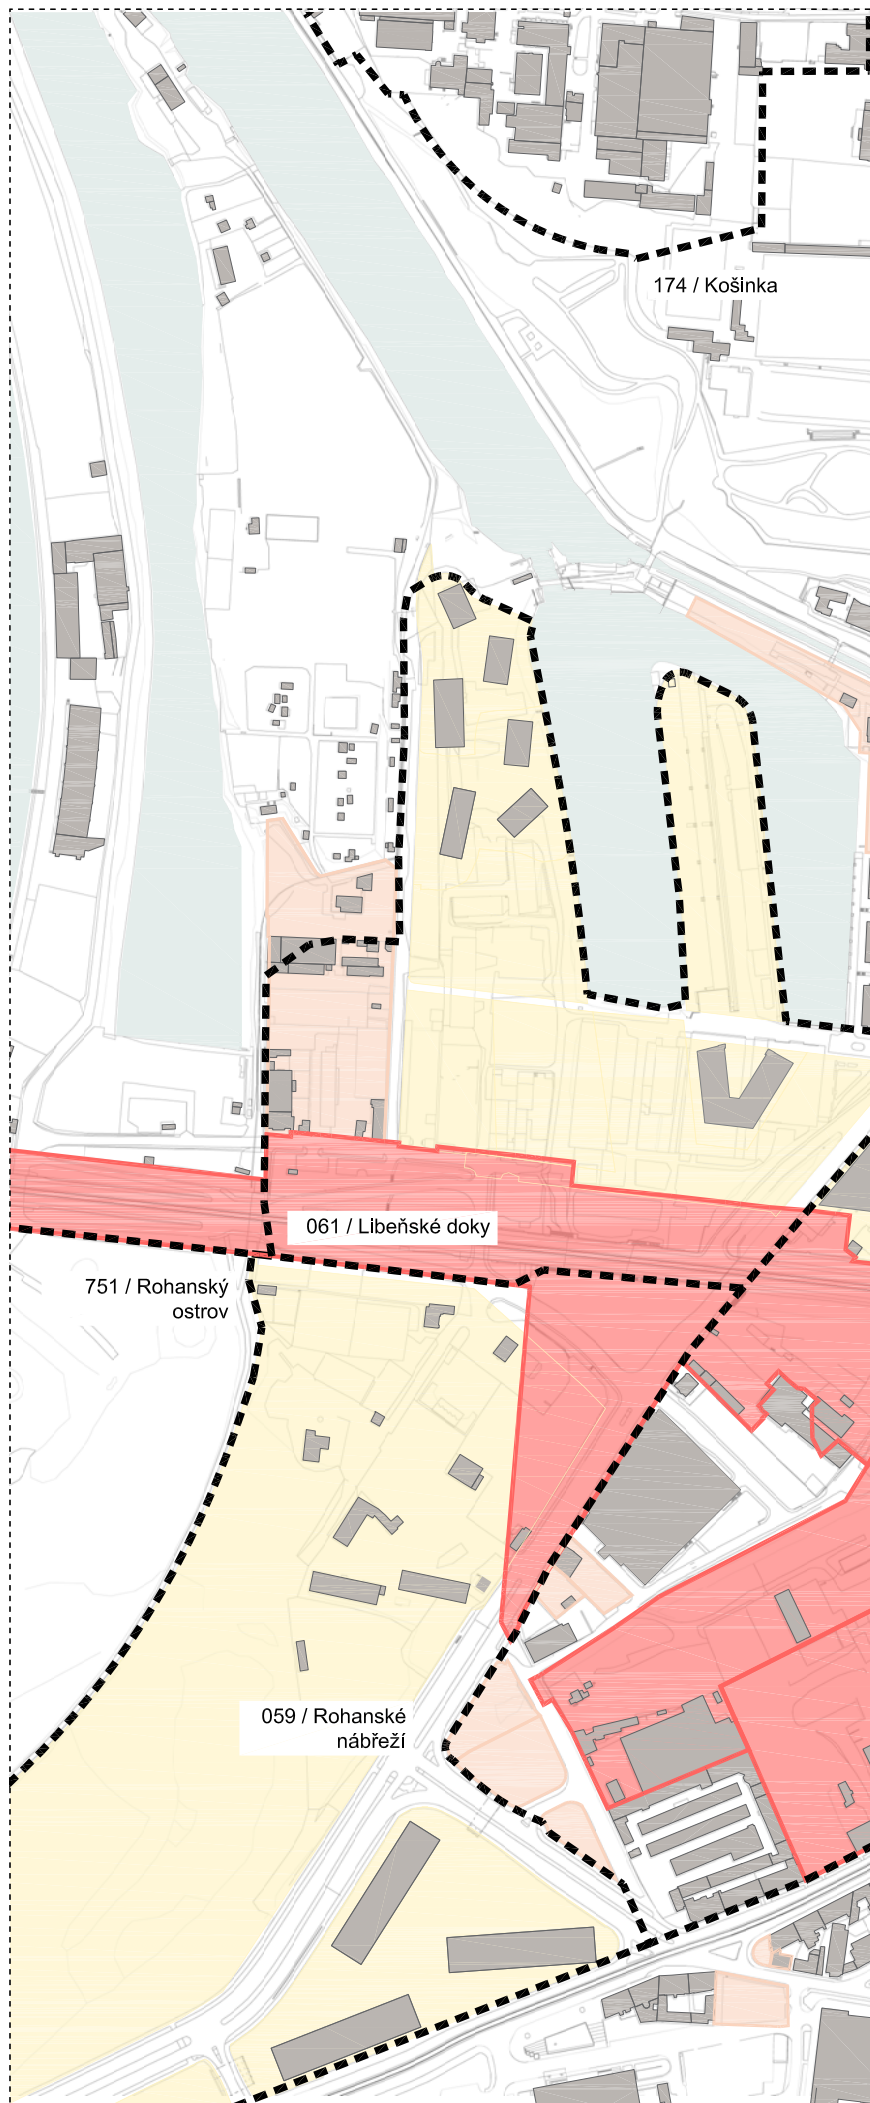 174 / Košinka
061 / Libeňské doky
751 / Rohanský
ostrov
059 / Rohanské
nábřeží